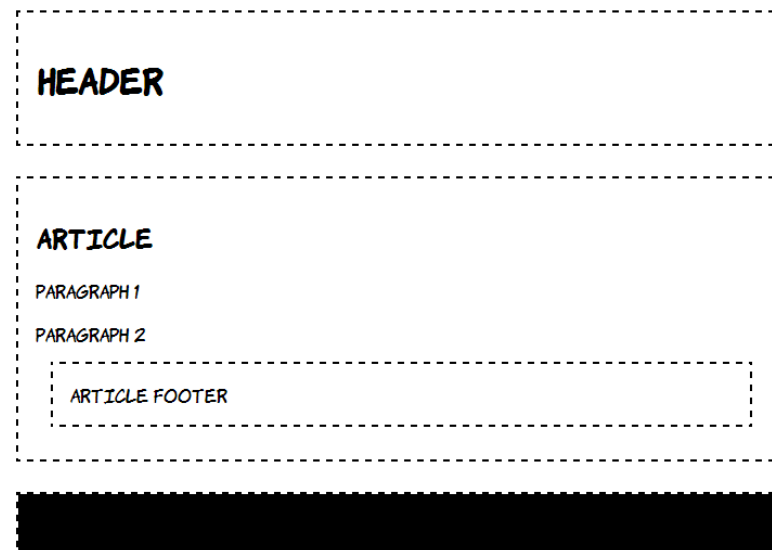 HEADER
ARTICLE
PARAGRAPH 1
PARAGRAPH 2
ARTICLE FOOTER